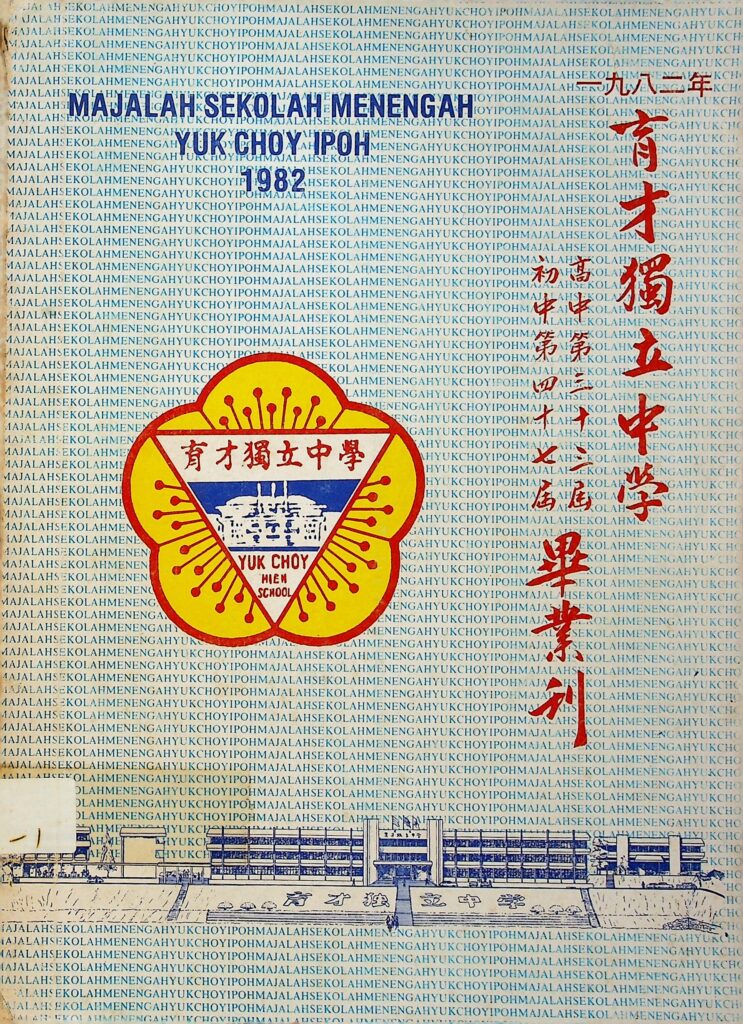 MAJALAH SEKOLAH MENENGAH
YUK CHOY IPOH
1982
一九八二年
育才獨立中学
高中第三十三屆
初中第四十七屆
畢業刊
育才獨立中學
YUK CHOY
HIGH
SCHOOL
育才独立中学
MAJALAHSEKOLAHMENENGAHYUKCHOYIPOH